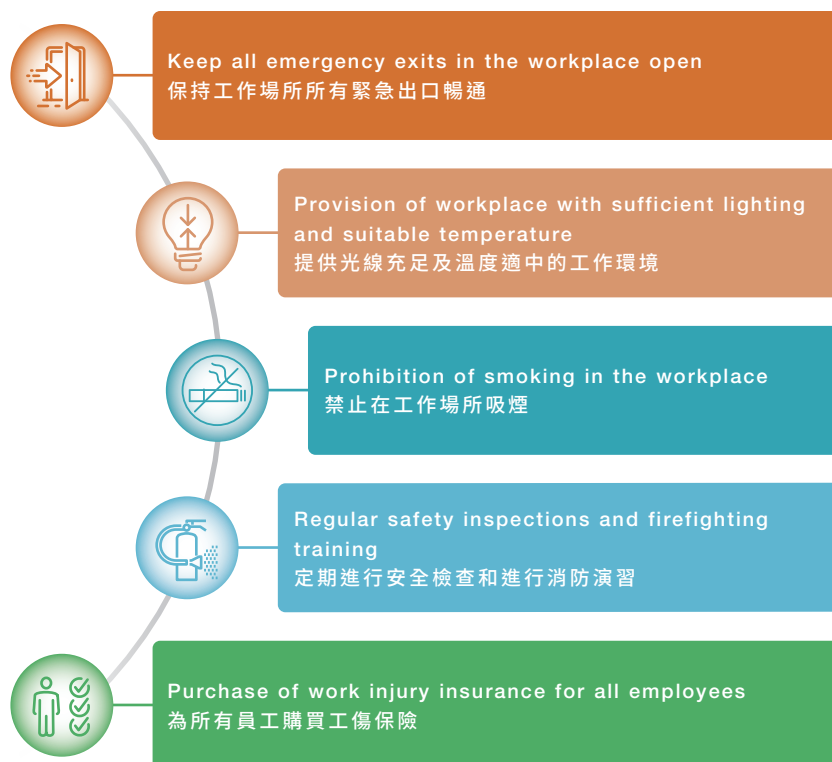 Keep all emergency exits in the workplace open
保持工作場所所有緊急出口暢通
Provision of workplace with sufficient lighting
and suitable temperature
提供光線充足及溫度適中的工作環境
Prohibition of smoking in the workplace
禁止在工作場所吸煙
Regular safety inspections and firefighting
training
定期進行安全檢查和進行消防演習
Purchase of work injury insurance for all employees
為所有員工購買工傷保險